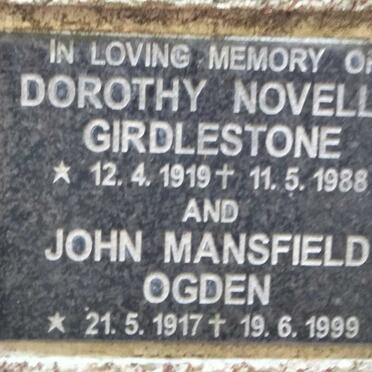 IN LOVING MEMORY OF
DOROTHY NOVELL
GIRDLESTONE
★ 12. 4. 1919 † 11. 5. 1988
AND
JOHN MANSFIELD
OGDEN
★ 21. 5. 1917 † 19. 6. 1999